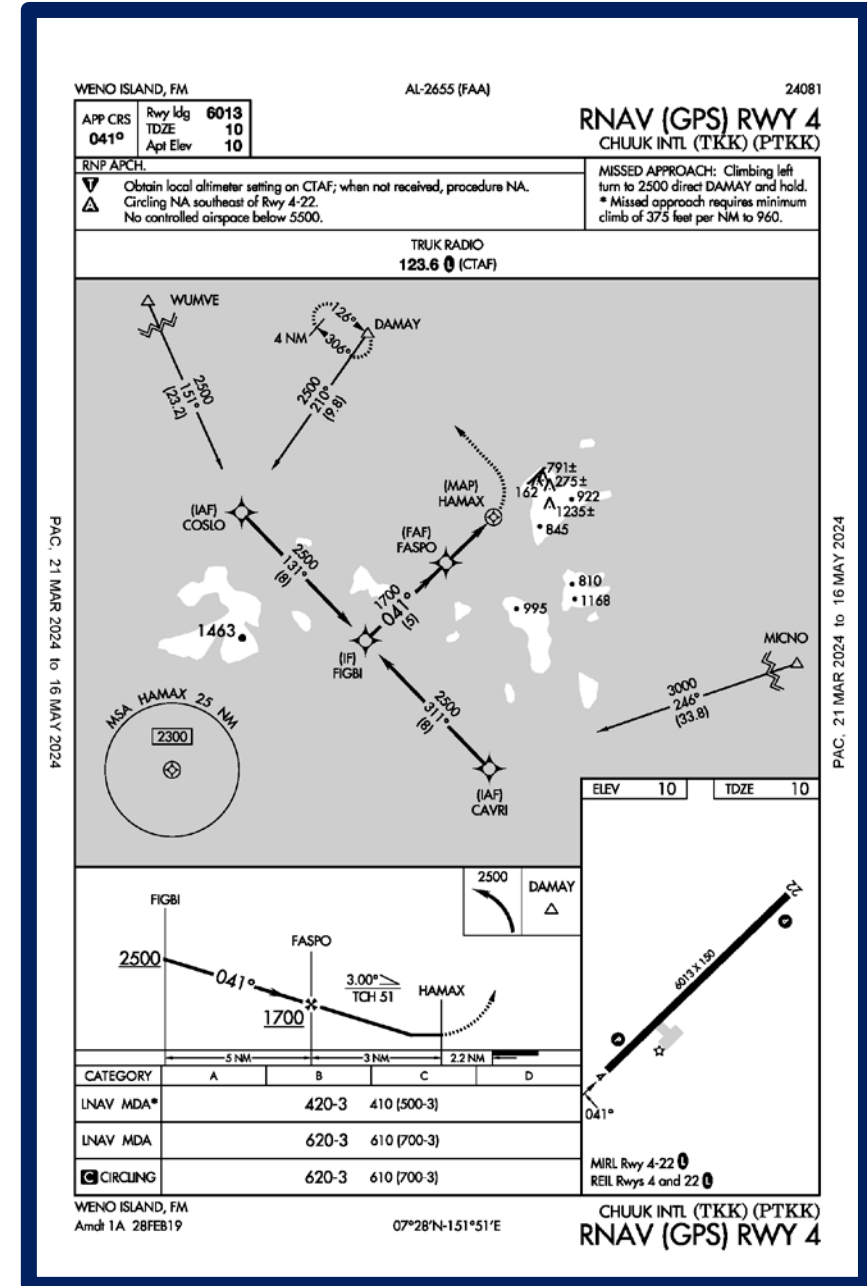 WENO ISLAND, FM
AL-2655 (FAA)
24081
APP CRS
041°
Rwy ldg 6013
TDZE 10
Apt Elev 10
RNAV (GPS) RWY 4
CHUUK INTL (TKK) (PTKK)
RNP APCH.
T Obtain local altimeter setting on CTAF; when not received, procedure NA.
A Circling NA southeast of Rwy 4-22.
No controlled airspace below 5500.
MISSED APPROACH: Climbing left
turn to 2500 direct DAMAY and hold.
* Missed approach requires minimum
climb of 375 feet per NM to 960.
TRUK RADIO
123.6 L (CTAF)
WUMVE
2500
151°
(23.2)
4 NM
126°
306°
DAMAY
2500
210°
(9.8)
(IAF)
COSLO
2500
131°
(8)
(MAP)
HAMAX
(FAF)
FASPO
1700
041°
(5)
791±
275±
162
922
1235±
845
810
1168
995
1463
(IF)
FIGBI
2500
311°
(8)
(IAF)
CAVRI
MICNO
3000
246°
(33.8)
MSA HAMAX 25 NM
2300
PAC, 21 MAR 2024 to 16 MAY 2024
PAC, 21 MAR 2024 to 16 MAY 2024
ELEV 10
TDZE 10
22
6013 X 150
4
041°
MIRL Rwy 4-22 L
REIL Rwys 4 and 22 L
2500
DAMAY
FIGBI
2500
041°
FASPO
1700
3.00°
TCH 51
HAMAX
5 NM
3 NM
2.2 NM
CATEGORY A B C D
LNAV MDA* 420-3 410 (500-3)
LNAV MDA 620-3 610 (700-3)
C CIRCLING 620-3 610 (700-3)
WENO ISLAND, FM
Amdt 1A 28FEB19
07°28'N-151°51'E
CHUUK INTL (TKK) (PTKK)
RNAV (GPS) RWY 4